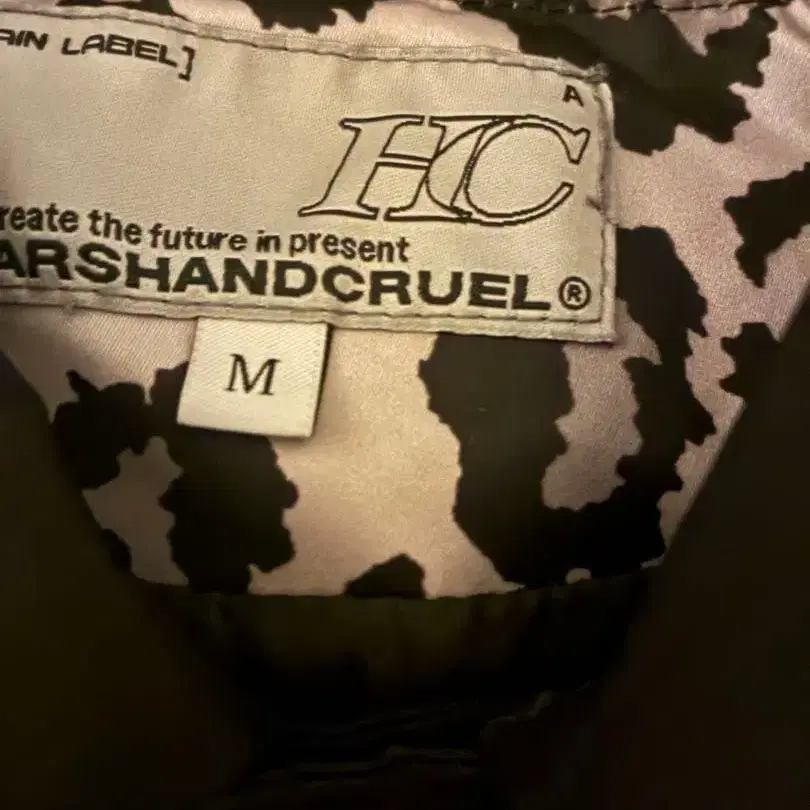 AIN LABEL]
A
HC
reate the future in present
ARSHANDCRUEL®
M